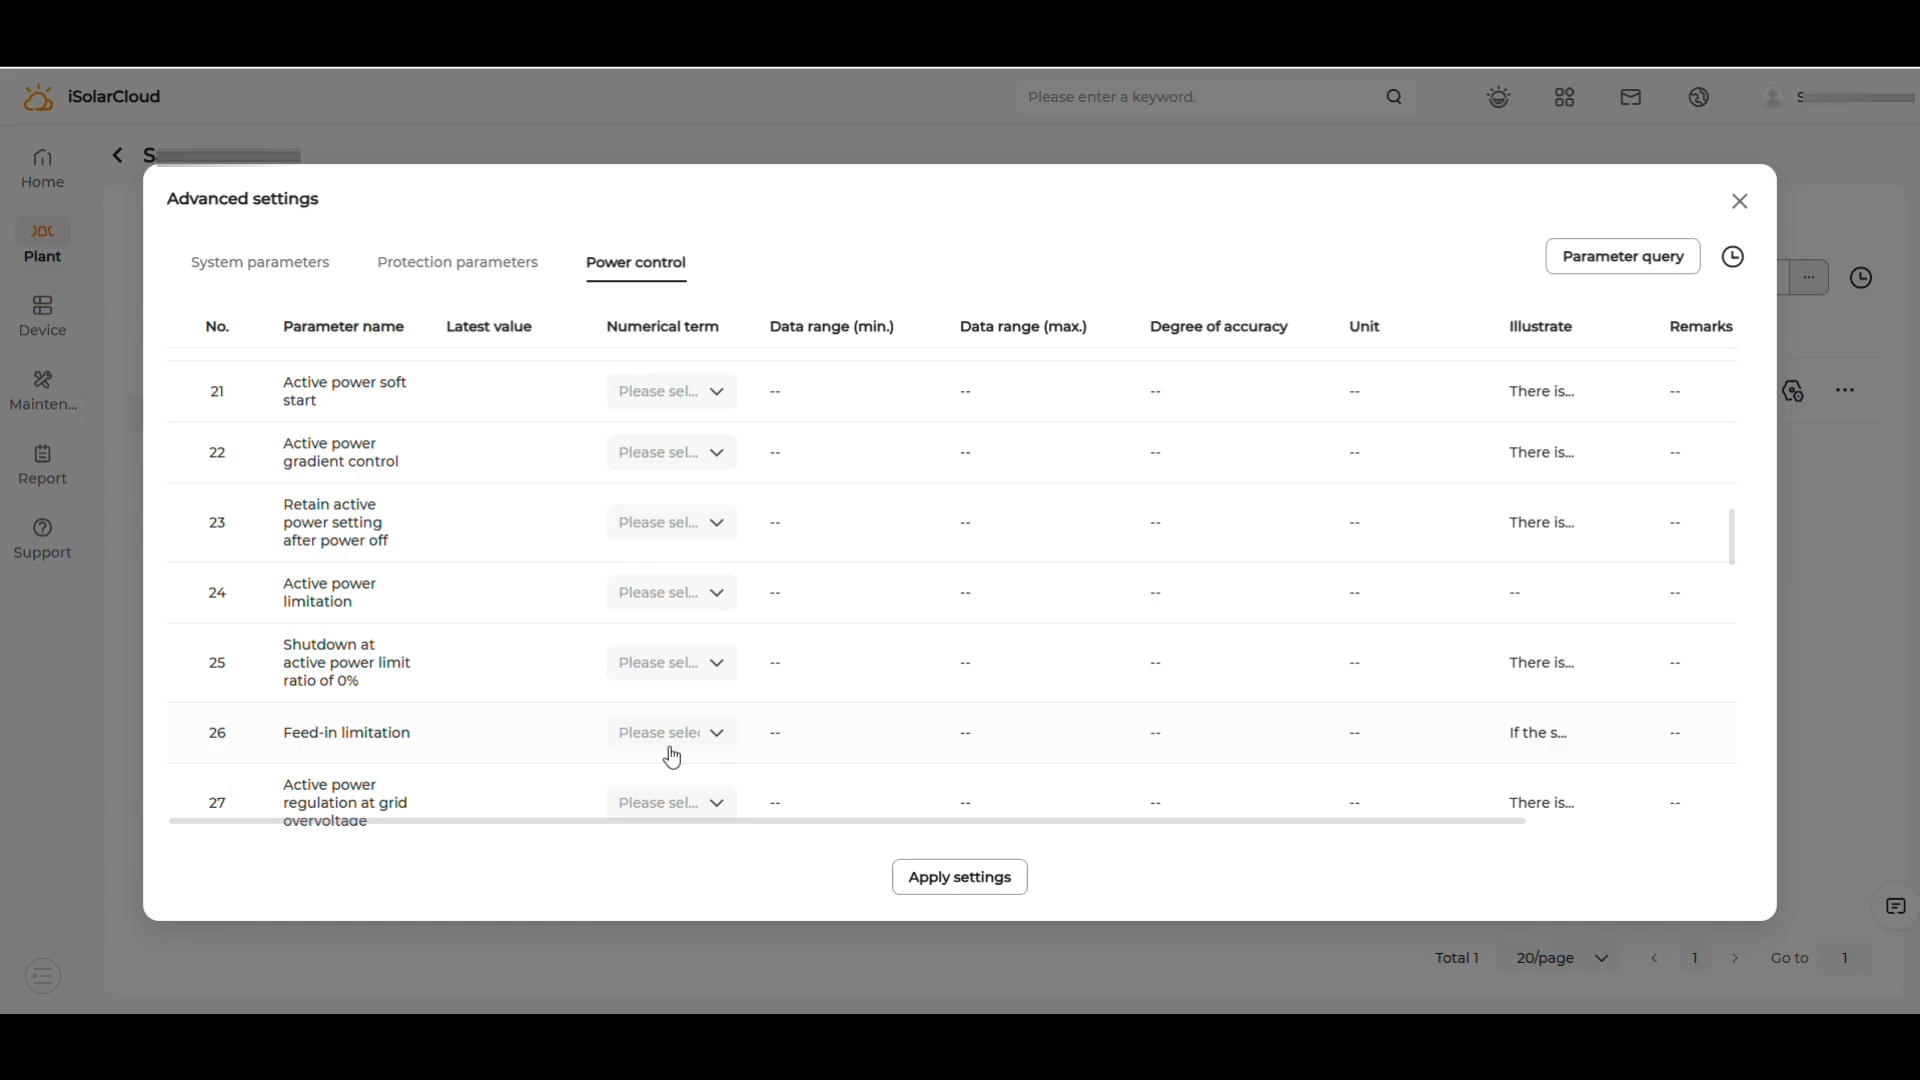 iSolarCloud
Please enter a keyword.
S
Home
Plant
Device
Mainten...
Report
Support
S
Advanced settings
System parameters
Protection parameters
Power control
Parameter query
No.
Parameter name
Latest value
Numerical term
Data range (min.)
Data range (max.)
Degree of accuracy
Unit
Illustrate
Remarks
21
Active power soft
start
Please sel...
--
--
--
--
There is...
--
22
Active power
gradient control
Please sel...
--
--
--
--
There is...
--
23
Retain active
power setting
after power off
Please sel...
--
--
--
--
There is...
--
24
Active power
limitation
Please sel...
--
--
--
--
--
--
25
Shutdown at
active power limit
ratio of 0%
Please sel...
--
--
--
--
There is...
--
26
Feed-in limitation
Please selec
--
--
--
--
If the s...
--
27
Active power
regulation at grid
overvoltage
Please sel...
--
--
--
--
There is...
--
Apply settings
Total 1
20/page
1
Go to
1